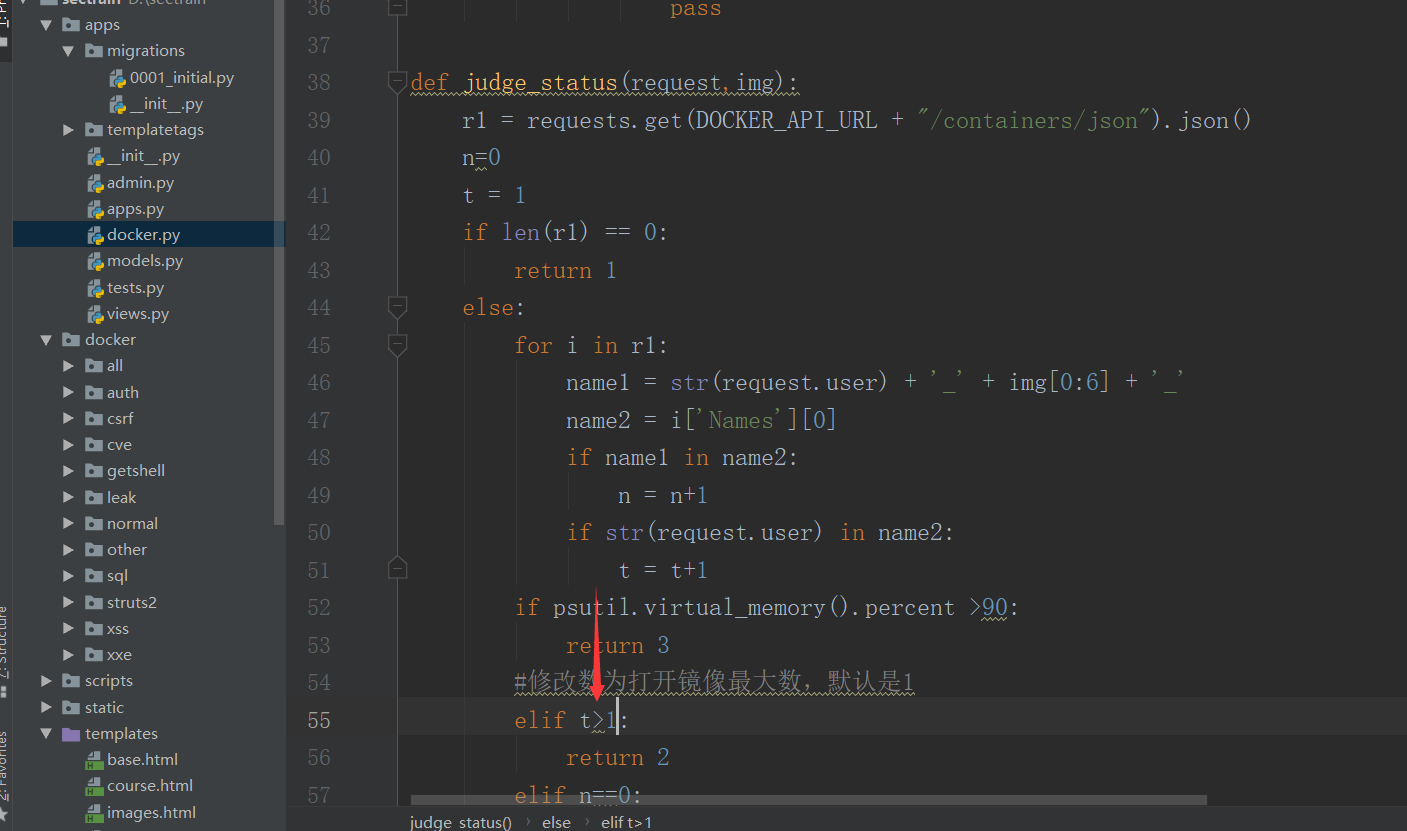 sectrain D:\sectrain
apps
migrations
0001_initial.py
__init__.py
templatetags
__init__.py
admin.py
apps.py
docker.py
models.py
tests.py
views.py
docker
all
auth
csrf
cve
getshell
leak
normal
other
sql
struts2
xss
xxe
scripts
static
templates
base.html
course.html
images.html
7: Structure
2: Favorites
36 pass
37
38 def judge_status(request,img):
39 r1 = requests.get(DOCKER_API_URL + "/containers/json").json()
40 n=0
41 t = 1
42 if len(r1) == 0:
43 return 1
44 else:
45 for i in r1:
46 name1 = str(request.user) + '_' + img[0:6] + '_'
47 name2 = i['Names'][0]
48 if name1 in name2:
49 n = n+1
50 if str(request.user) in name2:
51 t = t+1
52 if psutil.virtual_memory().percent >90:
53 return 3
54 #修改数为打开镜像最大数，默认是1
55 elif t>1:
56 return 2
57 elif n==0:
judge_status() › else › elif t>1